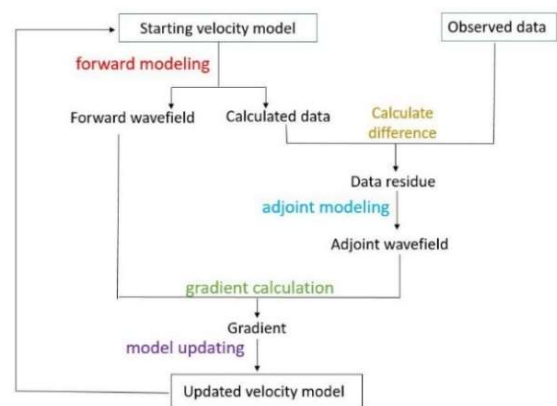 Starting velocity model
Observed data
forward modeling
Forward wavefield
Calculated data
Calculate
difference
Data residue
adjoint modeling
Adjoint wavefield
gradient calculation
Gradient
model updating
Updated velocity model